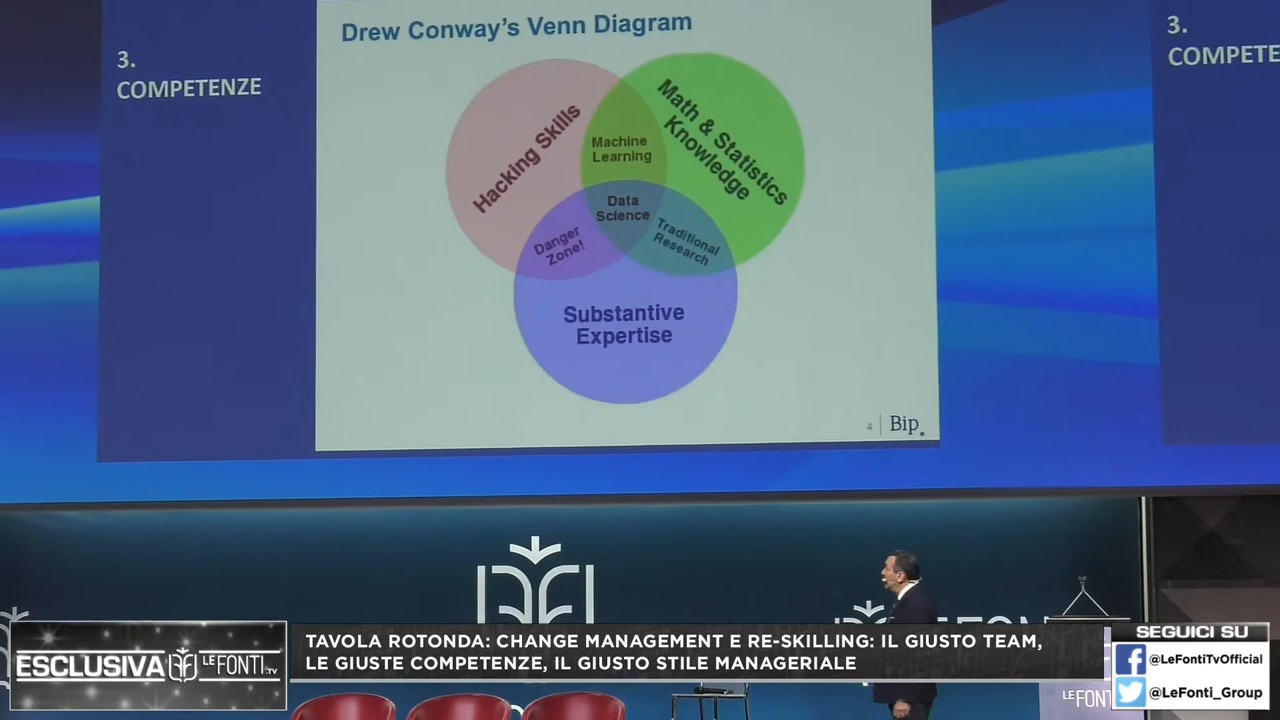 Drew Conway's Venn Diagram
3.
COMPETENZE
3.
COMPETE
Hacking Skills
Math & Statistics
Knowledge
Machine
Learning
Data
Science
Danger
Zone!
Traditional
Research
Substantive
Expertise
4
Bip.
LE FONTI
LE FONT
ESCLUSIVA LE FONTI.TV
TAVOLA ROTONDA: CHANGE MANAGEMENT E RE-SKILLING: IL GIUSTO TEAM,
LE GIUSTE COMPETENZE, IL GIUSTO STILE MANAGERIALE
SEGUICI SU
@LeFontiTvOfficial
@LeFonti_Group